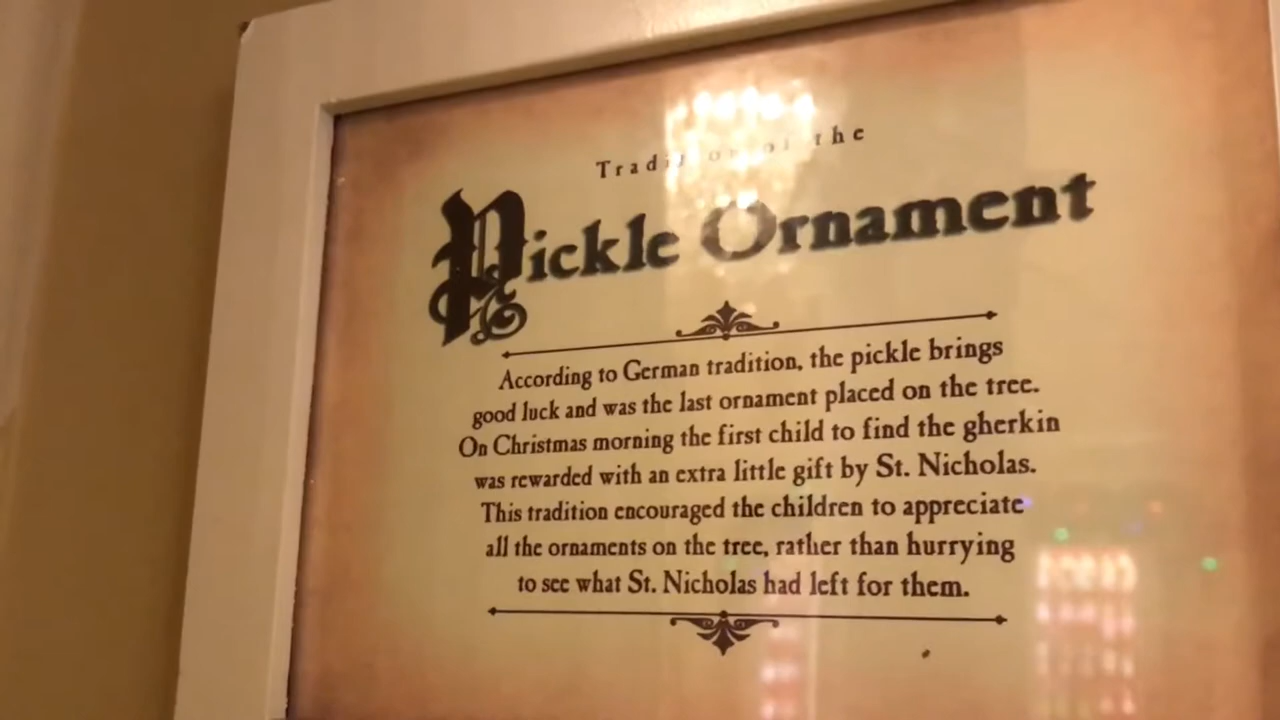 Tradition of the
Pickle Ornament
According to German tradition, the pickle brings
good luck and was the last ornament placed on the tree.
On Christmas morning the first child to find the gherkin
was rewarded with an extra little gift by St. Nicholas.
This tradition encouraged the children to appreciate
all the ornaments on the tree, rather than hurrying
to see what St. Nicholas had left for them.